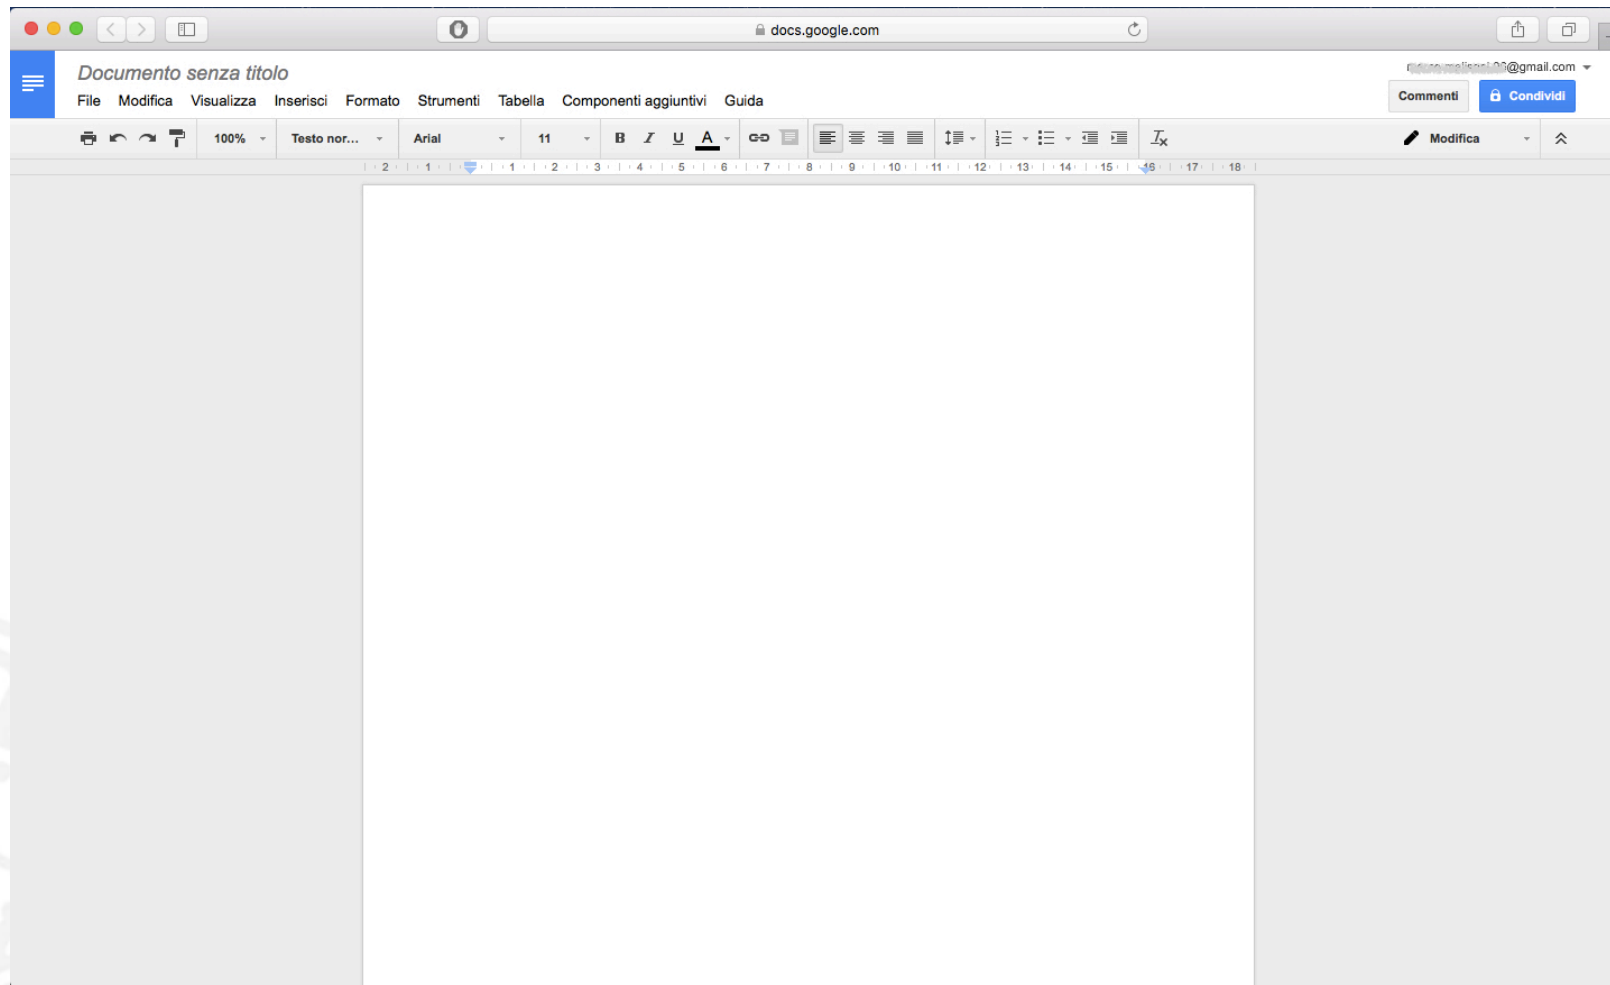 docs.google.com
Documento senza titolo
@gmail.com
File Modifica Visualizza Inserisci Formato Strumenti Tabella Componenti aggiuntivi Guida
Commenti Condividi
100% Testo nor... Arial 11 B I U A Modifica
2 1 1 2 3 4 5 6 7 8 9 10 11 12 13 14 15 16 17 18